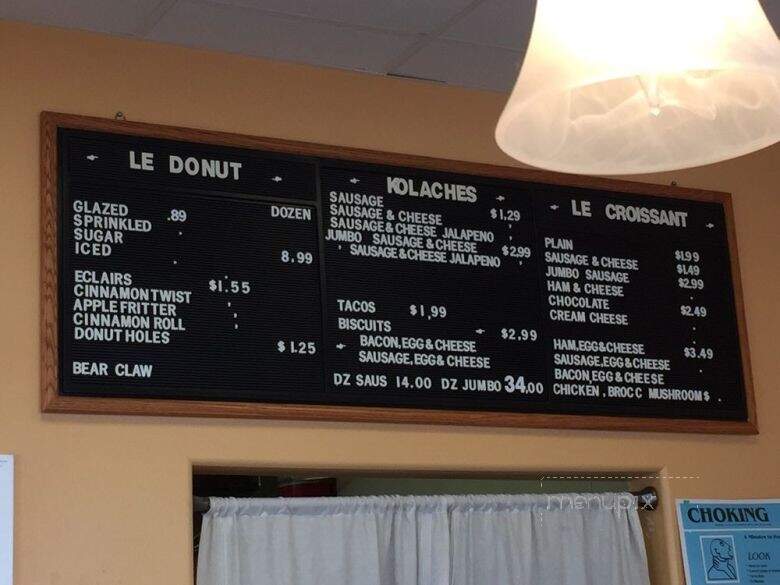 LE DONUT
GLAZED .89 DOZEN
SPRINKLED
SUGAR
ICED 8.99
ECLAIRS $1.55
CINNAMON TWIST
APPLE FRITTER
CINNAMON ROLL
DONUT HOLES $1.25
BEAR CLAW
KOLACHES
SAUSAGE $1,29
SAUSAGE & CHEESE
SAUSAGE & CHEESE JALAPENO
JUMBO SAUSAGE & CHEESE $2.99
SAUSAGE & CHEESE JALAPENO
TACOS $1,99
BISCUITS $2,99
BACON, EGG & CHEESE
SAUSAGE, EGG & CHEESE
DZ SAUS 14.00 DZ JUMBO 34.00
LE CROISSANT
PLAIN $1.99
SAUSAGE & CHEESE $1.49
JUMBO SAUSAGE $2.99
HAM & CHEESE
CHOCOLATE $2.49
CREAM CHEESE
HAM, EGG & CHEESE $3.49
SAUSAGE, EGG & CHEESE
BACON, EGG & CHEESE
CHICKEN , BROC C MUSHROOM $ .
menupix
CHOKING
LOOK